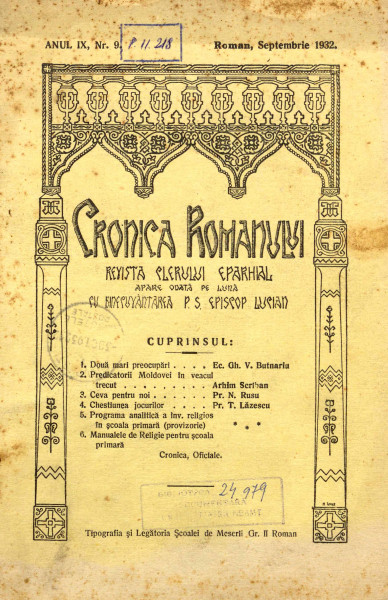 ANUL IX, Nr. 9.
P. II. 218
Roman, Septembrie 1932.
CRONICA ROMANULUI
REVISTA CLERULUI EPARHIAL
APARE ODATĂ PE LUNĂ
CU BINECUVÂNTAREA P. S. EPISCOP LUCIAN
CUPRINSUL:
1. Două mari preocupări . . . . Ec. Gh. V. Butnariu
2. Predicatorii Moldovei în veacul
trecut . . . . . . . . Arhim Scriban
3. Ceva pentru noi . . . . . . Pr. N. Rusu
4. Chestiunea jocurilor . . . . Pr. T. Lăzescu
5. Programa analitică a înv. religios
în școala primară (provizorie) * * *
6. Manualele de Religie pentru școala
primară
Cronica, Oficiale.
BIBLIOTECA
24,979
Tipografia și Legătoria Școalei de Meserii „Gr. II Roman